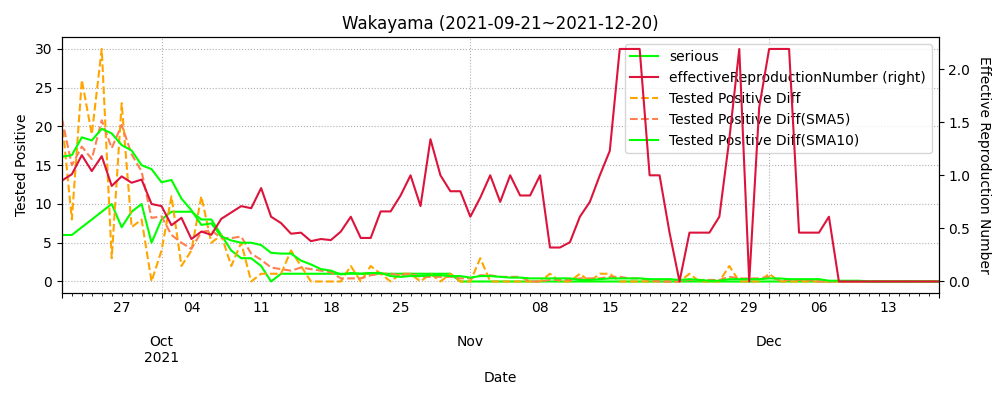 Wakayama (2021-09-21~2021-12-20)
serious
effectiveReproductionNumber (right)
Tested Positive Diff
Tested Positive Diff(SMA5)
Tested Positive Diff(SMA10)
Tested Positive
30
25
20
15
10
5
0
Effective Reproduction Number
2.0
1.5
1.0
0.5
0.0
27 04 11 18 25 08 15 22 29 06 13
Oct Nov Dec
2021
Date